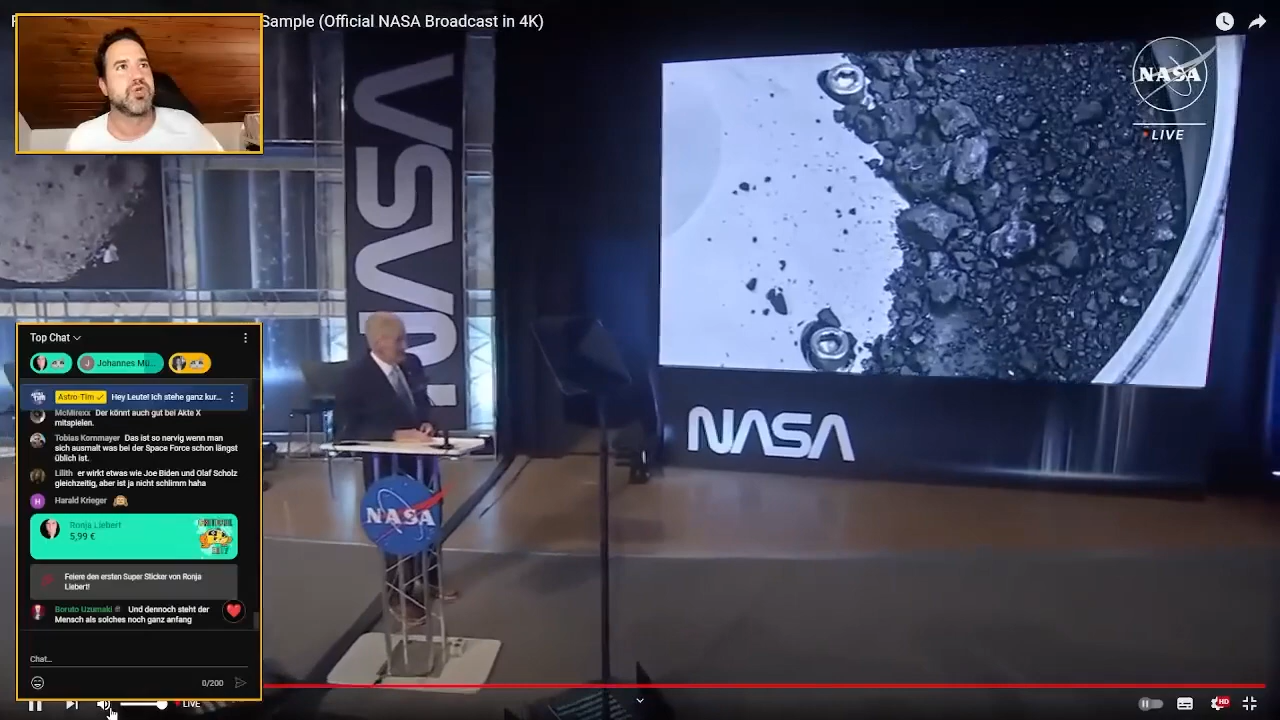 Sample (Official NASA Broadcast in 4K)
NASA
LIVE
NASA
NASA
NASA
Top Chat
Johannes Mü...
Astro-Tim Hey Leute! Ich stehe ganz kur...
McMirexx Der könnt auch gut bei Akte X
mitspielen.
Tobias Kornmayer Das ist so nervig wenn man
sich ausmalt was bei der Space Force schon längst
üblich ist.
Lilith er wirkt etwas wie Joe Biden und Olaf Scholz
gleichzeitig, aber ist ja nicht schlimm haha
H Harald Krieger
Ronja Liebert
5,99 €
Feiere den ersten Super Sticker von Ronja
Liebert!
Boruto Uzumaki Und dennoch steht der
Mensch als solches noch ganz anfang
Chat...
0/200
LIVE
HD